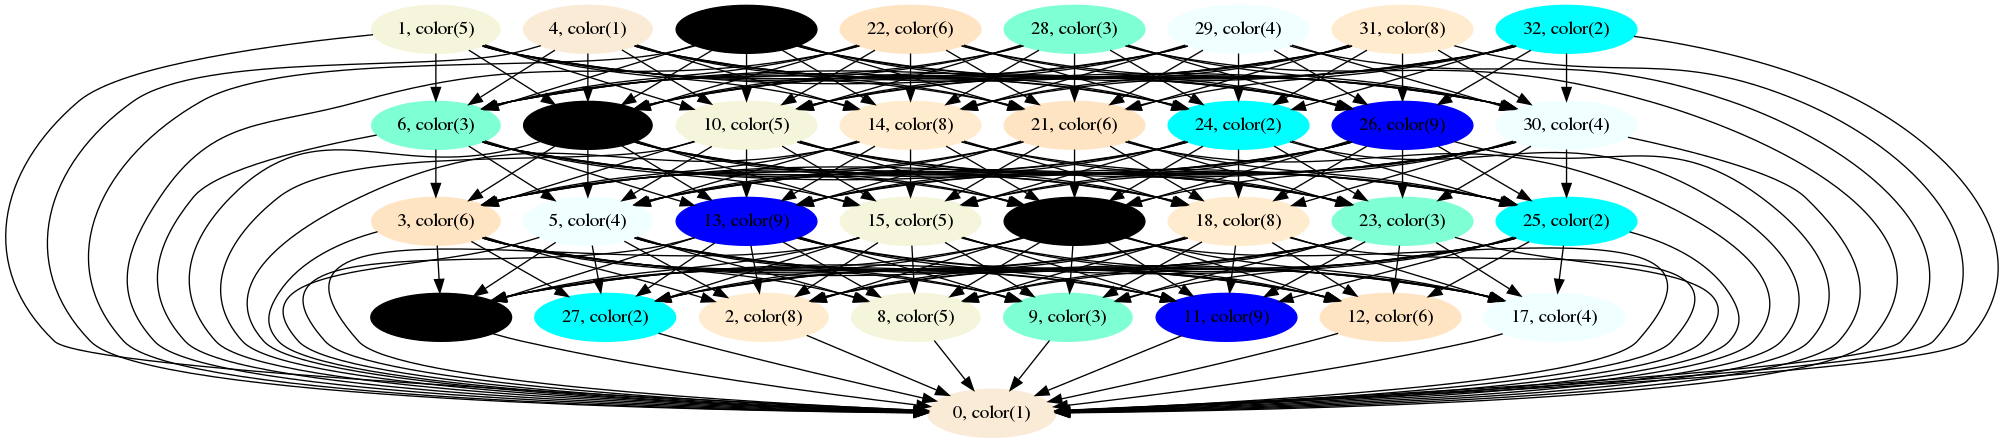 1, color(5)
4, color(1)
22, color(6)
28, color(3)
29, color(4)
31, color(8)
32, color(2)
6, color(3)
10, color(5)
14, color(8)
21, color(6)
24, color(2)
26, color(9)
30, color(4)
3, color(6)
5, color(4)
13, color(9)
15, color(5)
18, color(8)
23, color(3)
25, color(2)
27, color(2)
2, color(8)
8, color(5)
9, color(3)
11, color(9)
12, color(6)
17, color(4)
0, color(1)